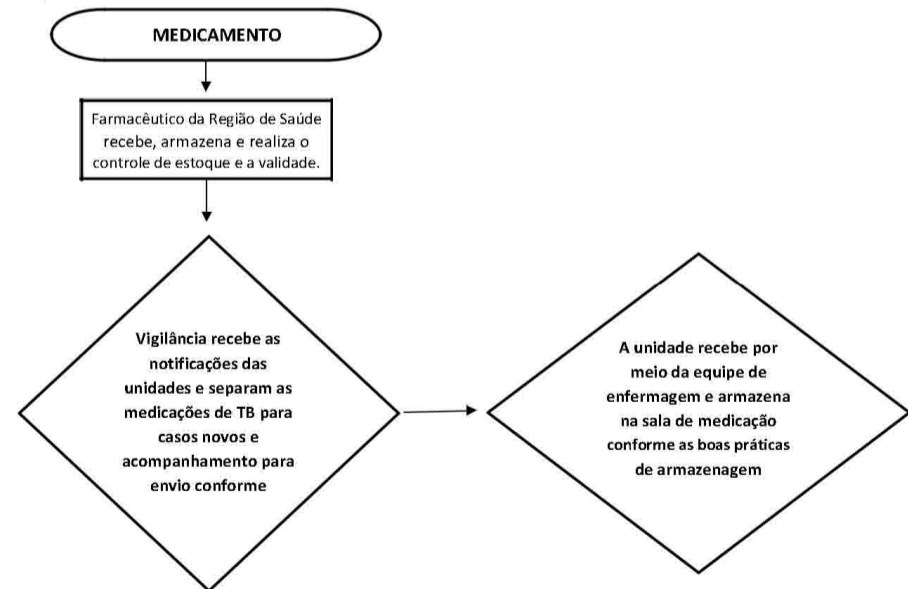 MEDICAMENTO
Farmacêutico da Região de Saúde
recebe, armazena e realiza o
controle de estoque e a validade.
Vigilância recebe as
notificações das
unidades e separam as
medicações de TB para
casos novos e
acompanhamento para
envio conforme
A unidade recebe por
meio da equipe de
enfermagem e armazena
na sala de medicação
conforme as boas práticas
de armazenagem